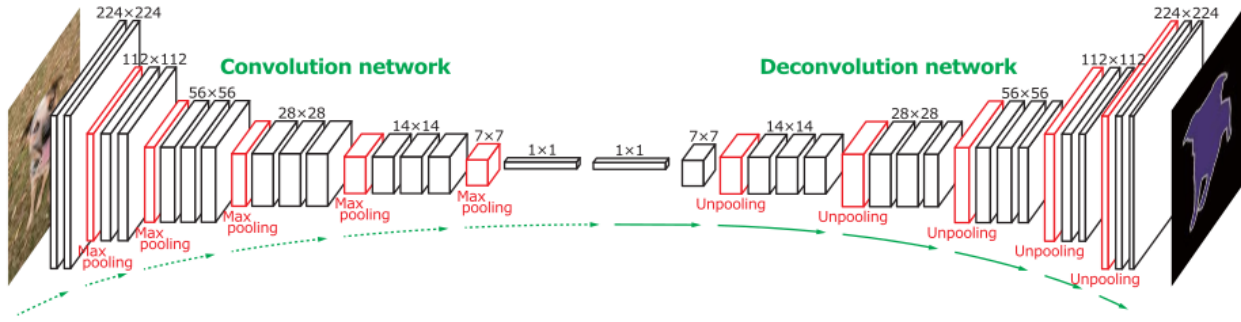 224×224
112×112
Convolution network
56×56
28×28
14×14
7×7
1×1
1×1
Max
pooling
Max
pooling
Max
pooling
Max
pooling
Max
pooling
224×224
112×112
Deconvolution network
56×56
28×28
14×14
7×7
Unpooling
Unpooling
Unpooling
Unpooling
Unpooling